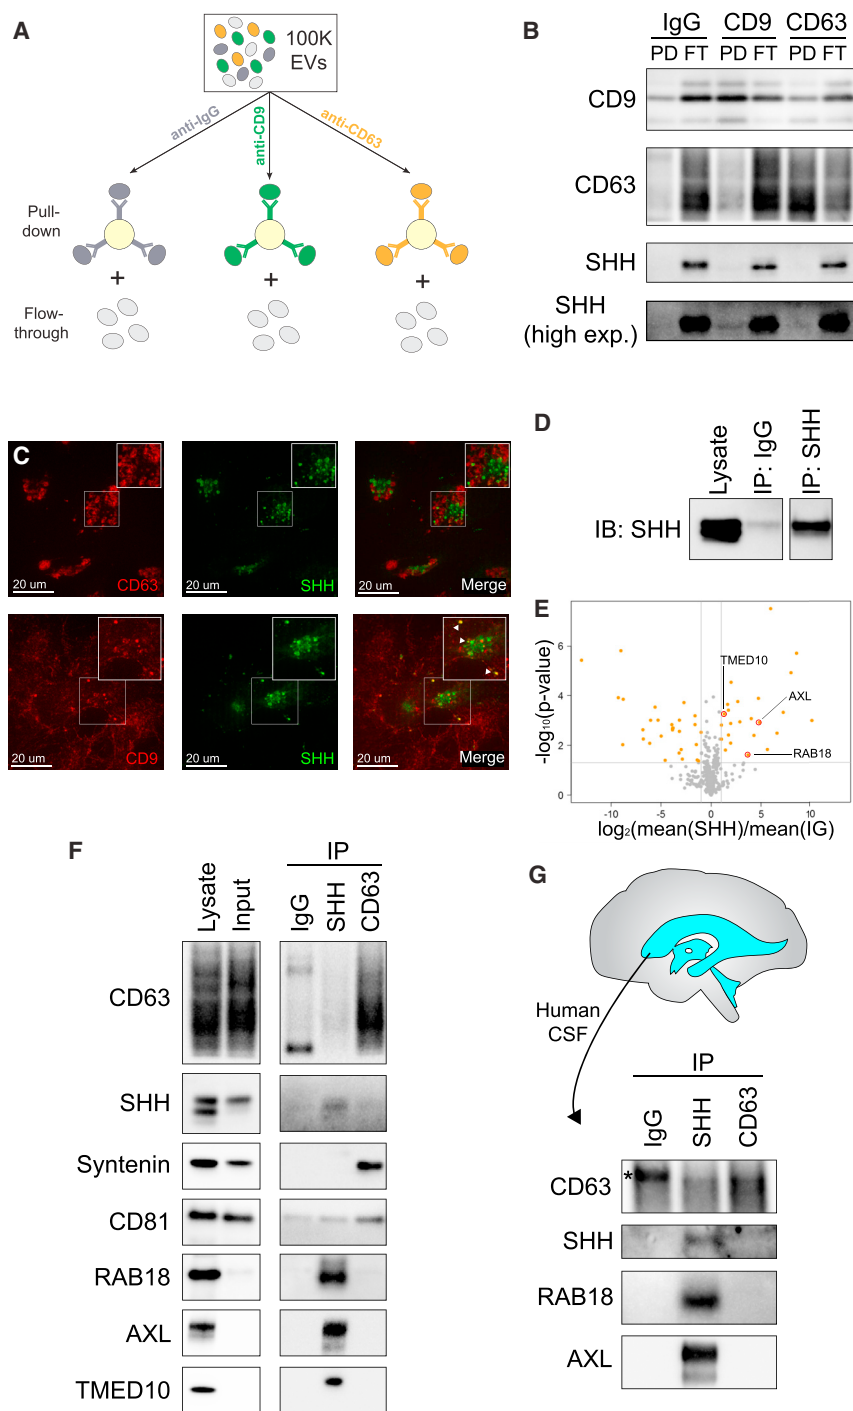 A
100K
EVs
anti-IgG
anti-CD9
anti-CD63
Pull-
down
+
+
+
Flow-
through
B
IgG CD9 CD63
PD FT PD FT PD FT
CD9
CD63
SHH
SHH
(high exp.)
C
20 um
CD63
20 um
SHH
20 um
Merge
20 um
CD9
20 um
SHH
20 um
Merge
D
Lysate
IP: IgG
IP: SHH
IB: SHH
E
-log₁₀(p-value)
6
4
2
0
TMED10
AXL
RAB18
-10 -5 0 5 10
log₂(mean(SHH)/mean(IG)
F
IP
Lysate
Input
IgG
SHH
CD63
CD63
SHH
Syntenin
CD81
RAB18
AXL
TMED10
G
Human
CSF
IP
IgG
SHH
CD63
*
CD63
SHH
RAB18
AXL